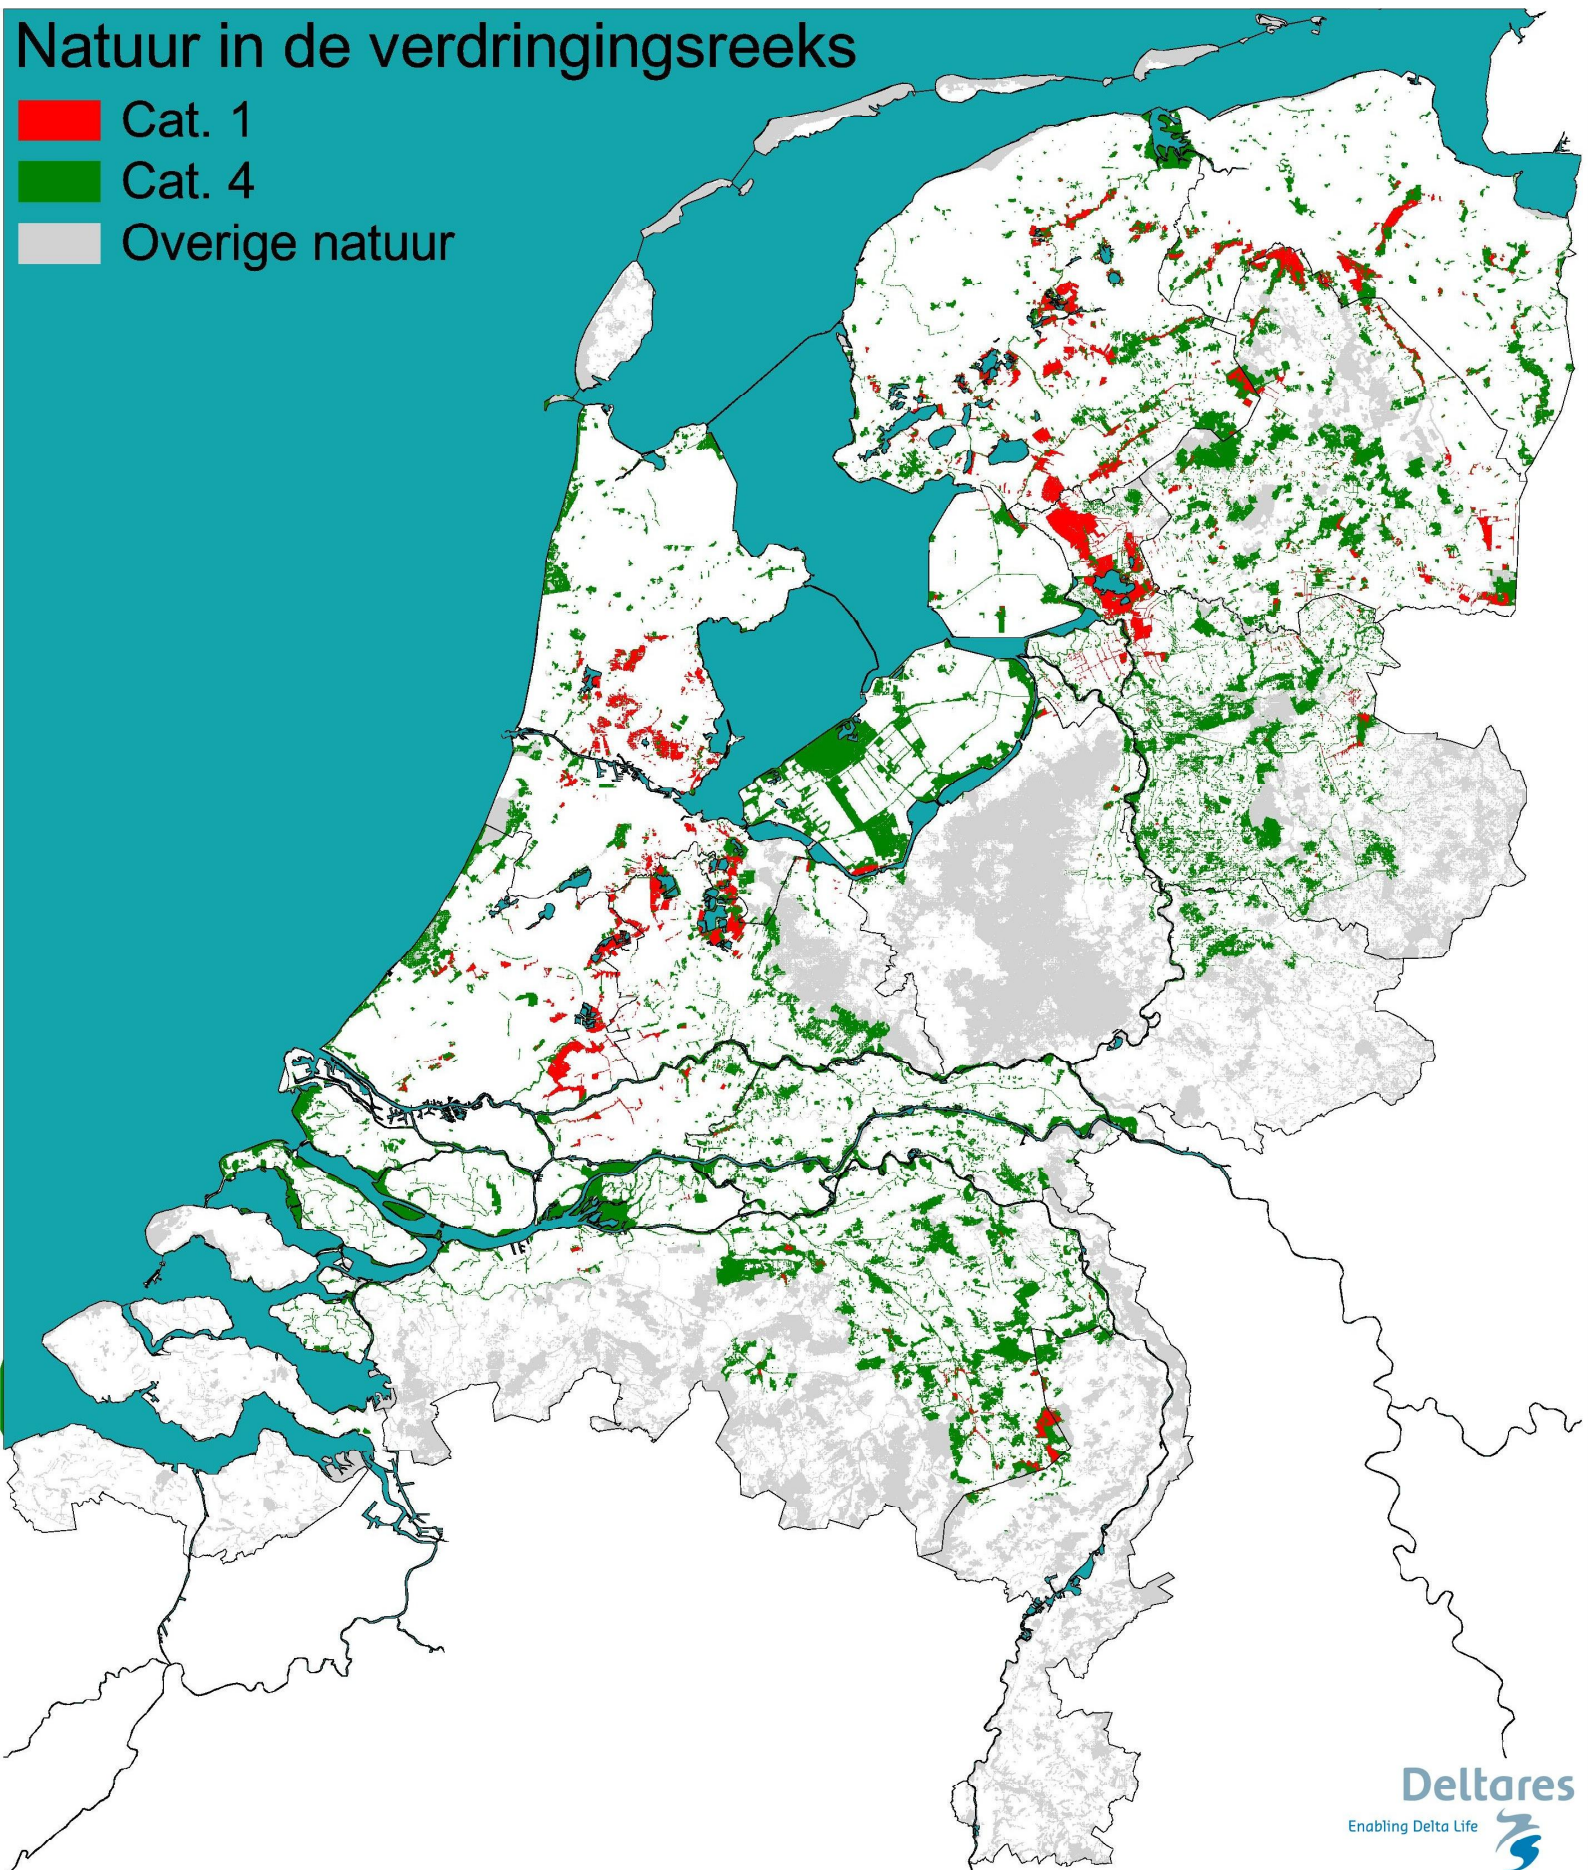 Natuur in de verdringingsreeks
Cat. 1
Cat. 4
Overige natuur
Deltares
Enabling Delta Life